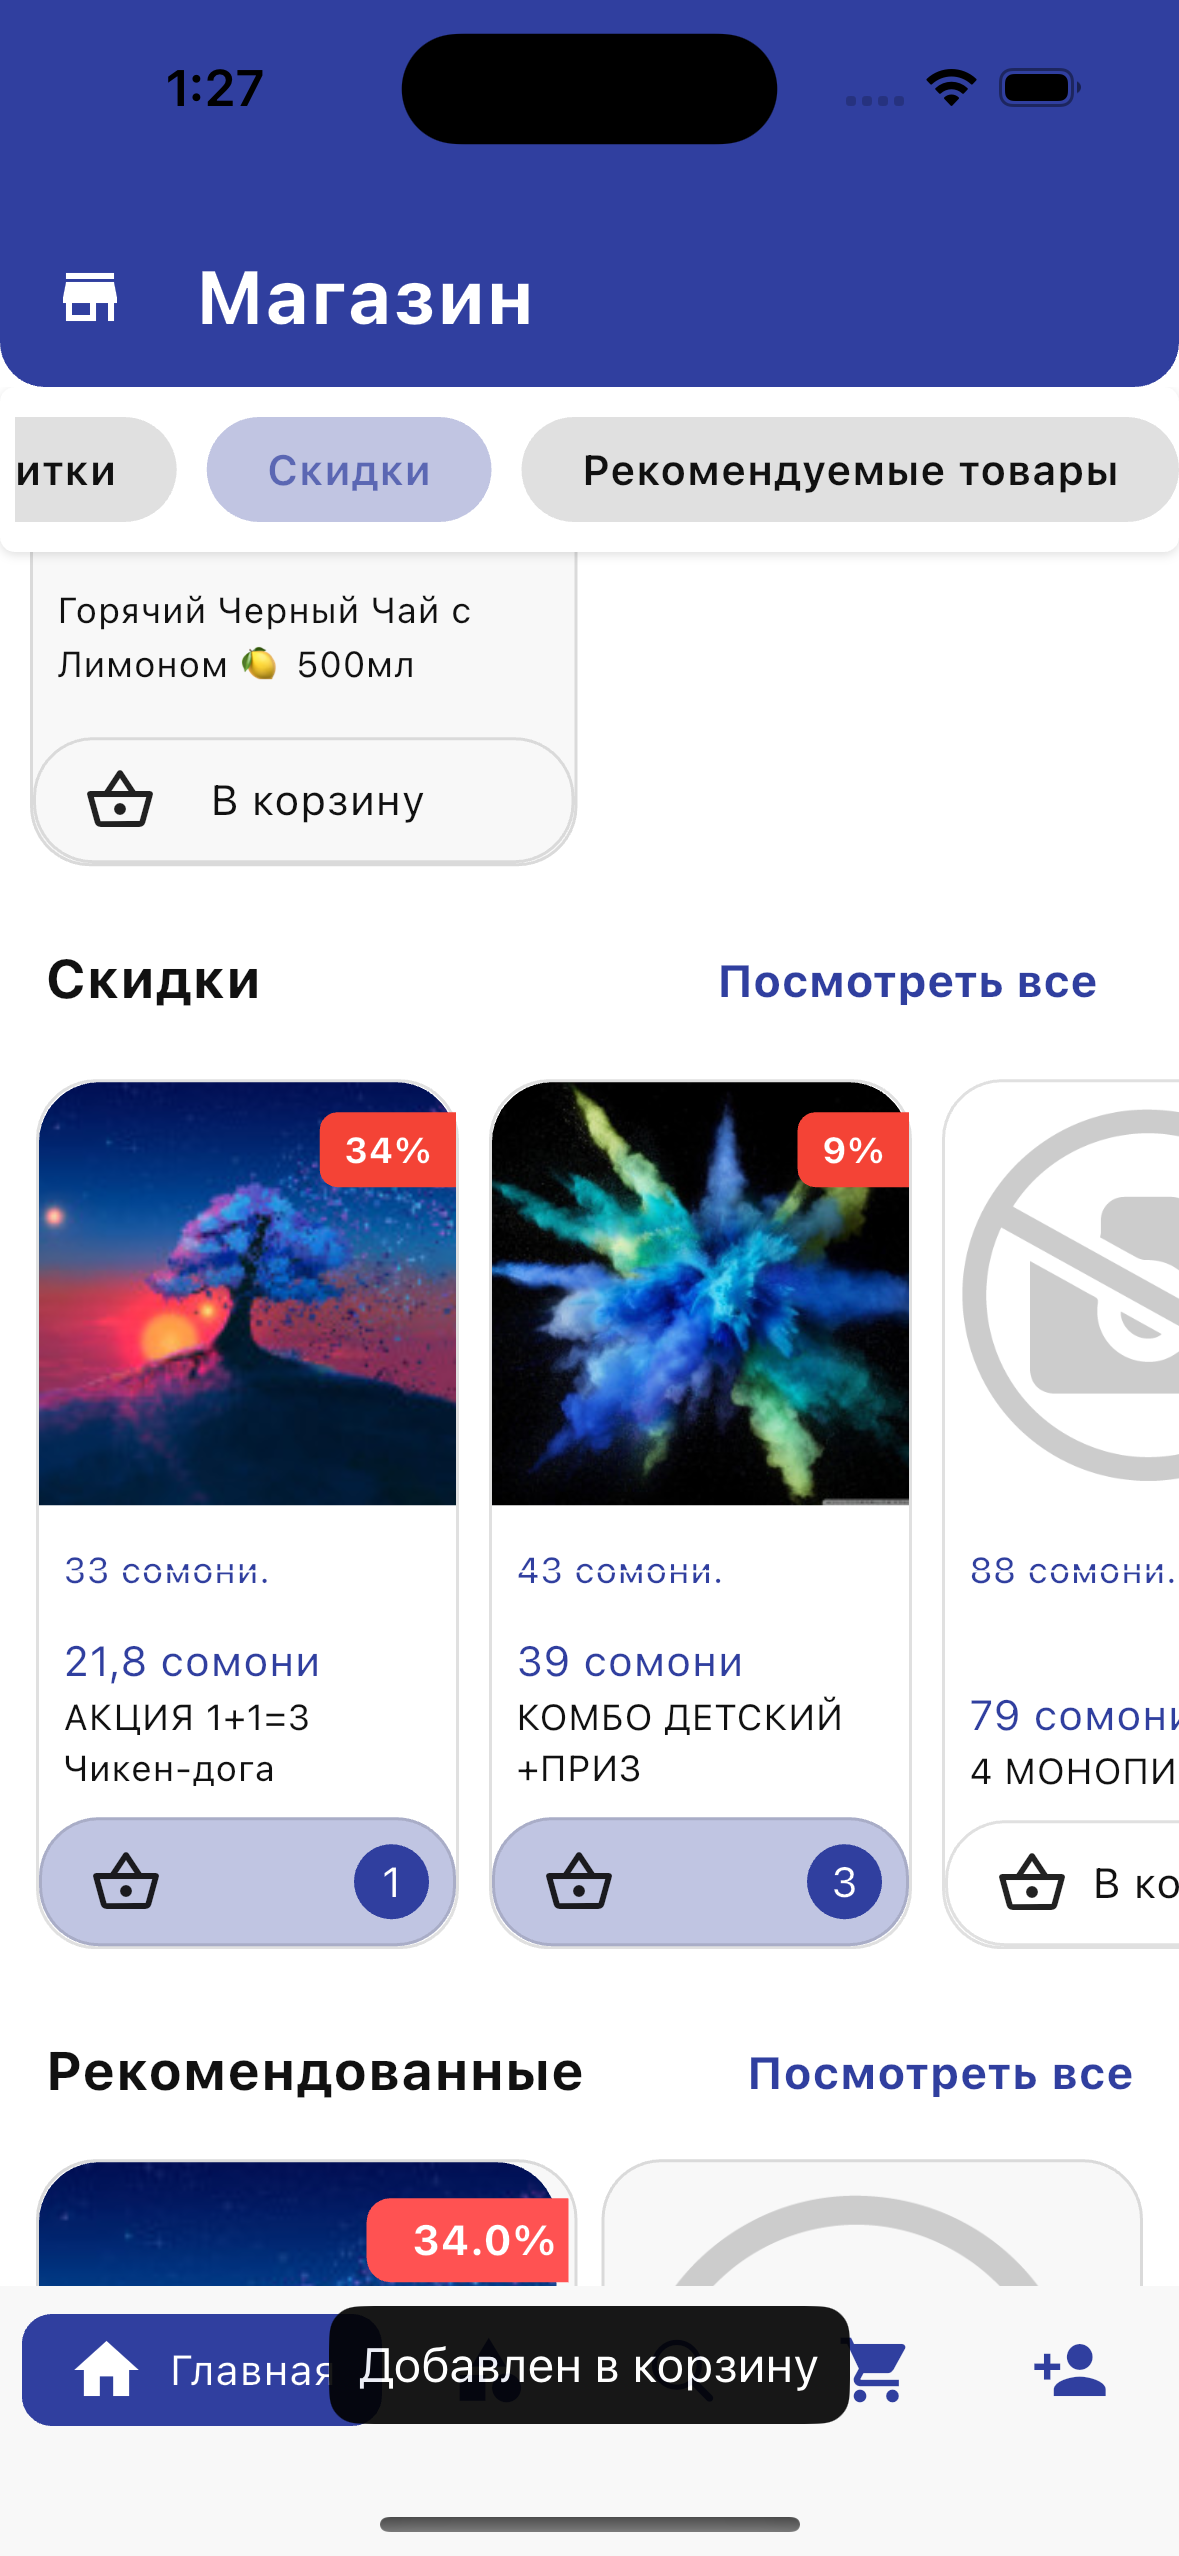 1:27
Магазин
итки
Скидки
Рекомендуемые товары
Горячий Черный Чай с
Лимоном 🍋 500мл
В корзину
Скидки
Посмотреть все
34%
9%
33 сомони.
43 сомони.
88 сомони.
21,8 сомони
39 сомони
79 сомони
АКЦИЯ 1+1=3
Чикен-дога
КОМБО ДЕТСКИЙ
+ПРИЗ
4 МОНОПИ
1
3
В ко
Рекомендованные
Посмотреть все
34.0%
Главная
Добавлен в корзину